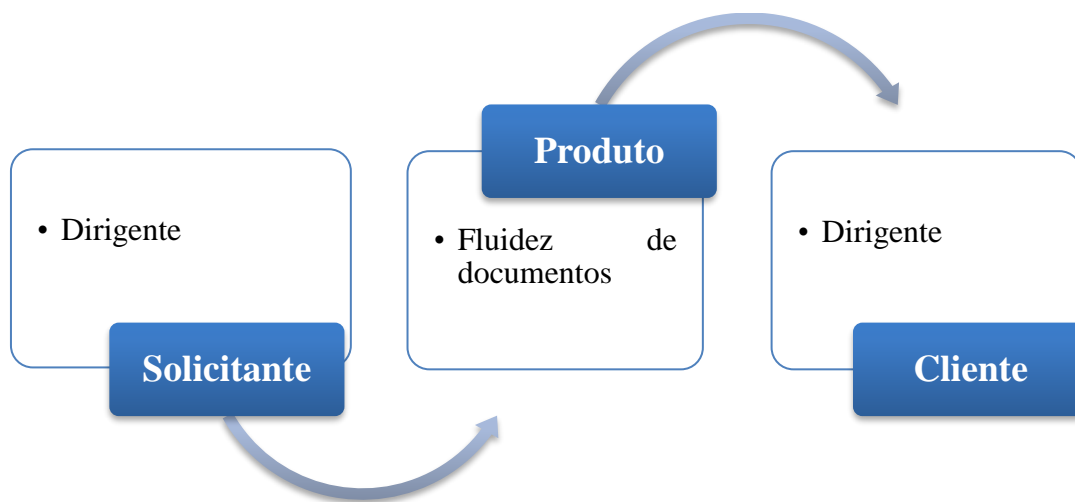 • Dirigente
Solicitante
Produto
• Fluidez de
documentos
• Dirigente
Cliente